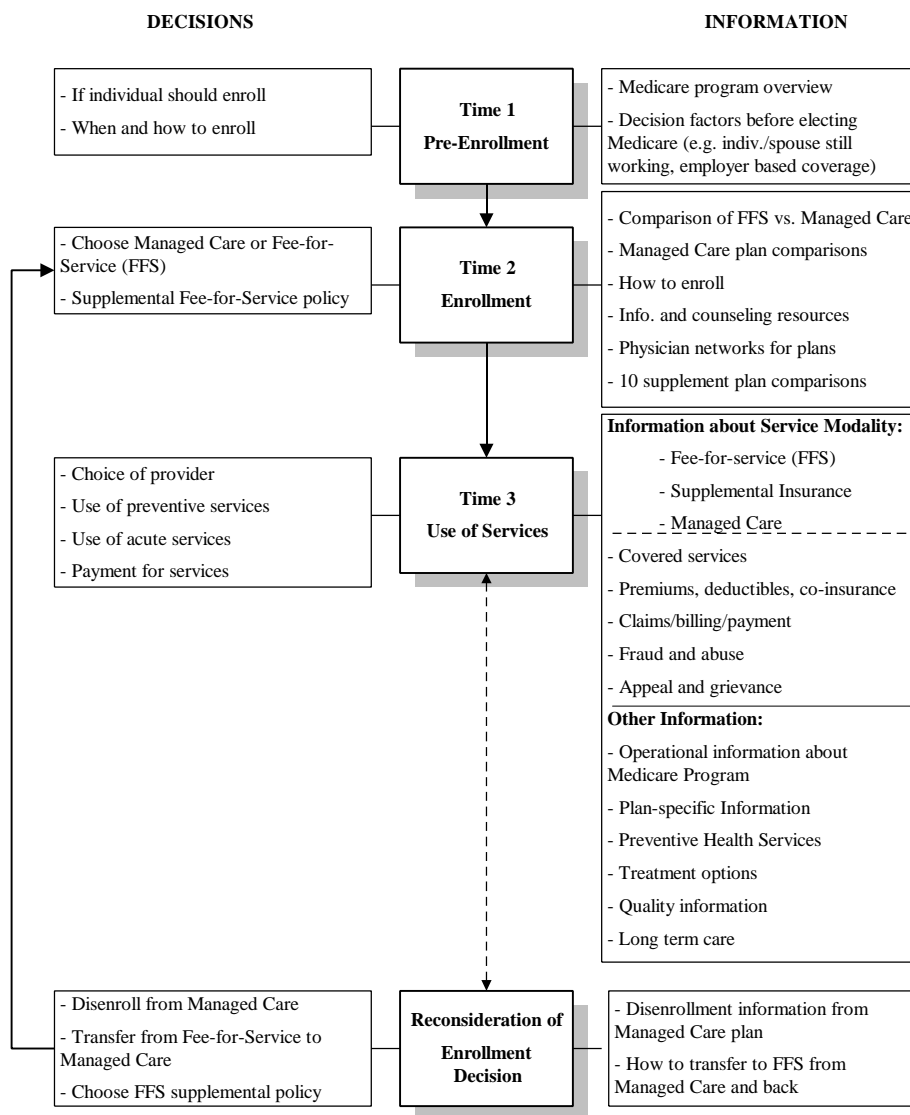 DECISIONS
INFORMATION
- If individual should enroll
- When and how to enroll
Time 1
Pre-Enrollment
- Medicare program overview
- Decision factors before electing
Medicare (e.g. indiv./spouse still
working, employer based coverage)
- Choose Managed Care or Fee-for-
Service (FFS)
- Supplemental Fee-for-Service policy
Time 2
Enrollment
- Comparison of FFS vs. Managed Care
- Managed Care plan comparisons
- How to enroll
- Info. and counseling resources
- Physician networks for plans
- 10 supplement plan comparisons
- Choice of provider
- Use of preventive services
- Use of acute services
- Payment for services
Time 3
Use of Services
Information about Service Modality:
- Fee-for-service (FFS)
- Supplemental Insurance
- Managed Care
- Covered services
- Premiums, deductibles, co-insurance
- Claims/billing/payment
- Fraud and abuse
- Appeal and grievance
Other Information:
- Operational information about
Medicare Program
- Plan-specific Information
- Preventive Health Services
- Treatment options
- Quality information
- Long term care
- Disenroll from Managed Care
- Transfer from Fee-for-Service to
Managed Care
- Choose FFS supplemental policy
Reconsideration of
Enrollment
Decision
- Disenrollment information from
Managed Care plan
- How to transfer to FFS from
Managed Care and back